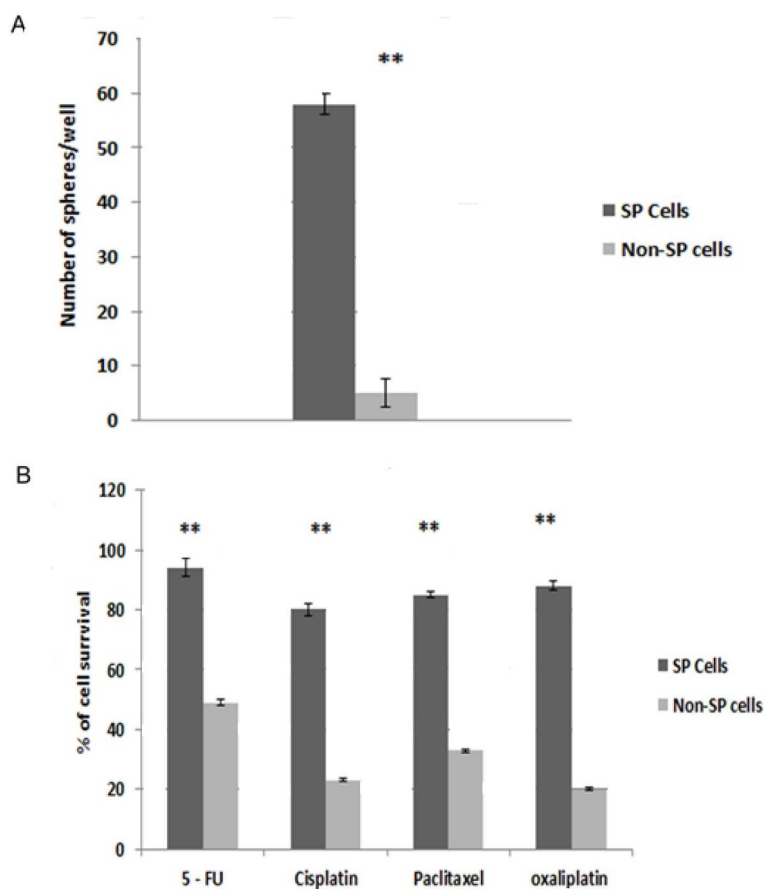 A
70
**
60
50
40
30
20
10
0
Number of spheres/well
SP Cells
Non-SP cells
B
120
100
80
60
40
20
0
% of cell surrvival
**
**
**
**
SP Cells
Non-SP cells
5 - FU Cisplatin Paclitaxel oxaliplatin